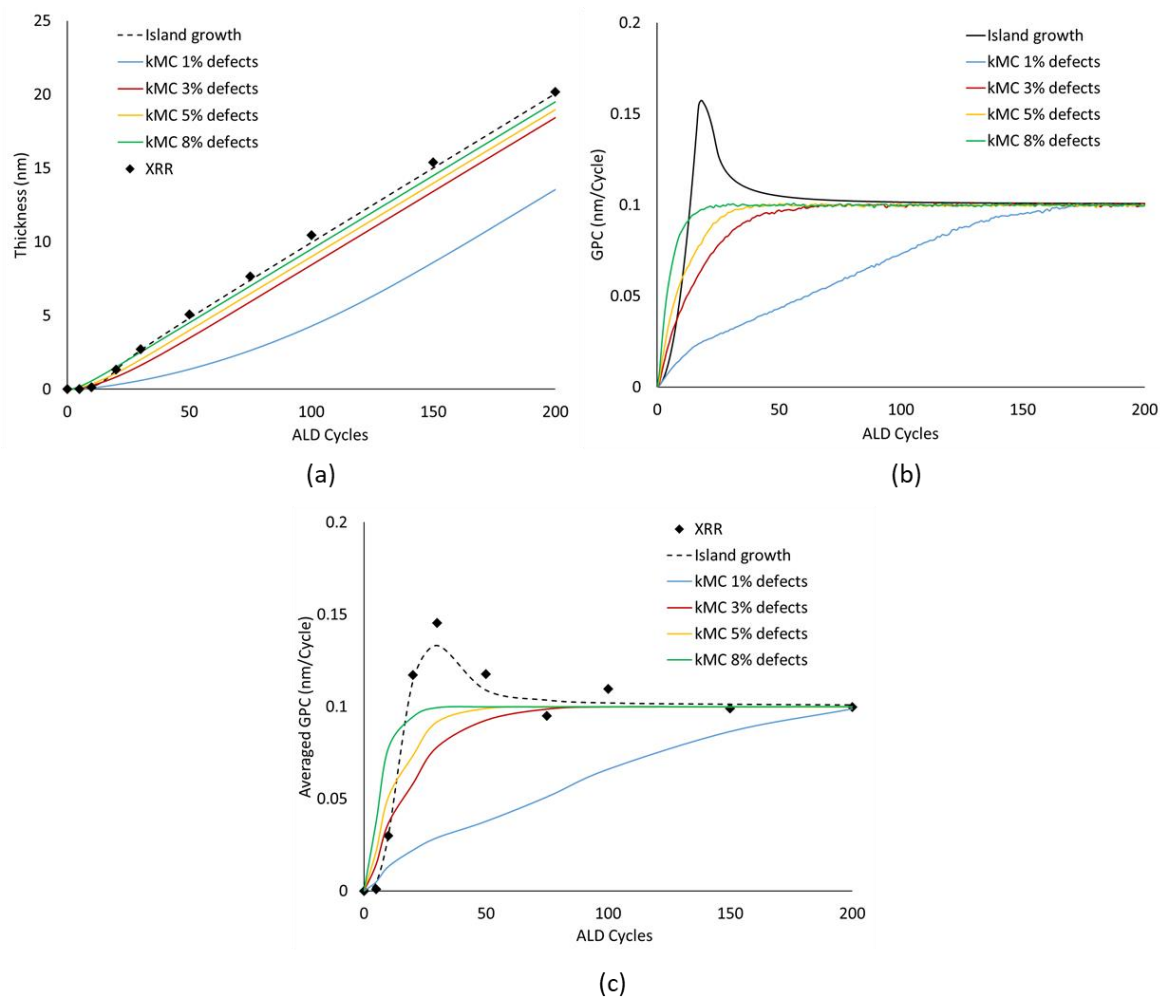 25
20
15
10
5
0
Thickness (nm)
Island growth
kMC 1% defects
kMC 3% defects
kMC 5% defects
kMC 8% defects
XRR
0 50 100 150 200
ALD Cycles
(a)
0.2
0.15
0.1
0.05
0
GPC (nm/Cycle)
Island growth
kMC 1% defects
kMC 3% defects
kMC 5% defects
kMC 8% defects
0 50 100 150 200
ALD Cycles
(b)
0.2
0.15
0.1
0.05
0
Averaged GPC (nm/Cycle)
XRR
Island growth
kMC 1% defects
kMC 3% defects
kMC 5% defects
kMC 8% defects
0 50 100 150 200
ALD Cycles
(c)